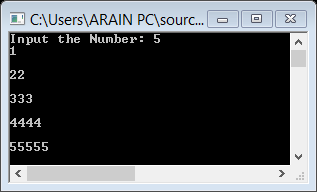 C:\Users\ARAIN PC\sourc...
Input the Number: 5
1
22
333
4444
55555